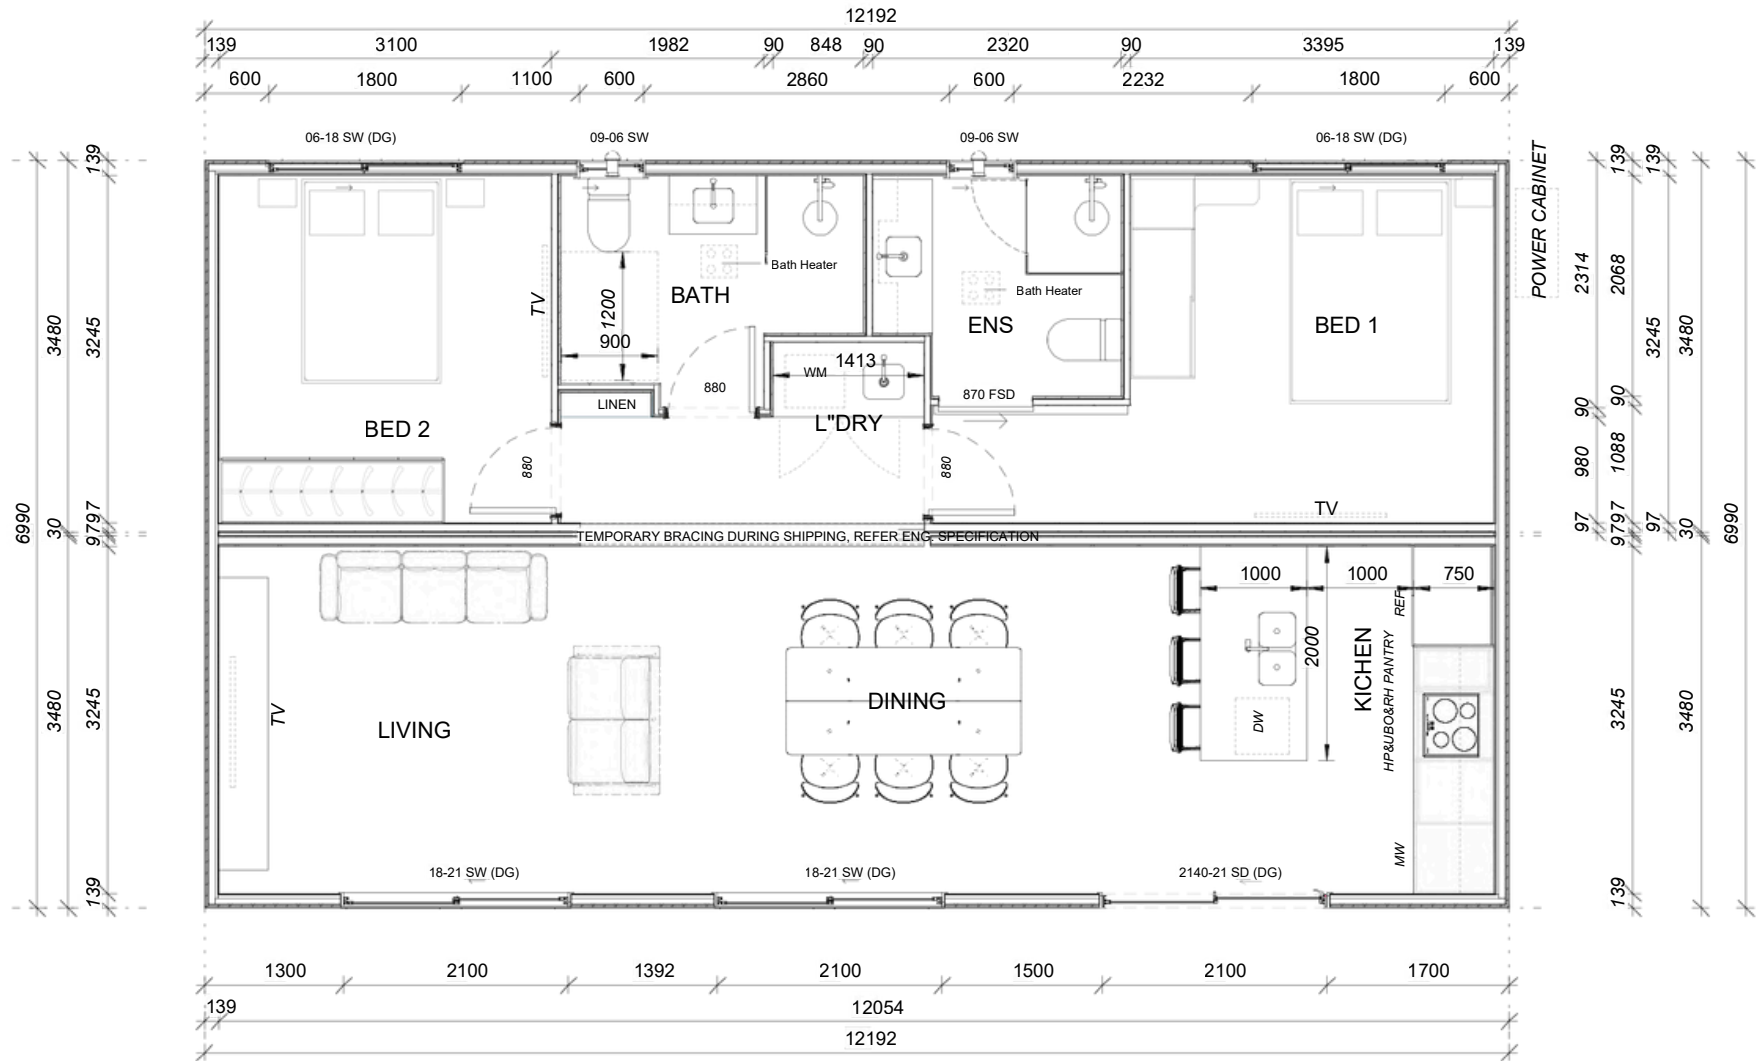 12192
139 3100 1982 90 848 90 2320 90 3395 139
600 1800 1100 600 2860 600 2232 1800 600
06-18 SW (DG) 09-06 SW 09-06 SW 06-18 SW (DG)
139
139
139
POWER CABINET
TV
1200
900
BATH
Bath Heater
Bath Heater
ENS
BED 1
2314
2068
3245
3480
3480
3245
1413
WM
880
LINEN
870 FSD
L"DRY
BED 2
880
880
90
90
980
1088
TV
6990
30
9797
97
9797
97
30
6990
TEMPORARY BRACING DURING SHIPPING, REFER ENG. SPECIFICATION
1000 1000 750
REF
2000
KICHEN
HP&UBO&RH PANTRY
DW
MW
DINING
LIVING
TV
3480
3245
3245
3480
139
139
18-21 SW (DG) 18-21 SW (DG) 2140-21 SD (DG)
1300 2100 1392 2100 1500 2100 1700
139 12054
12192